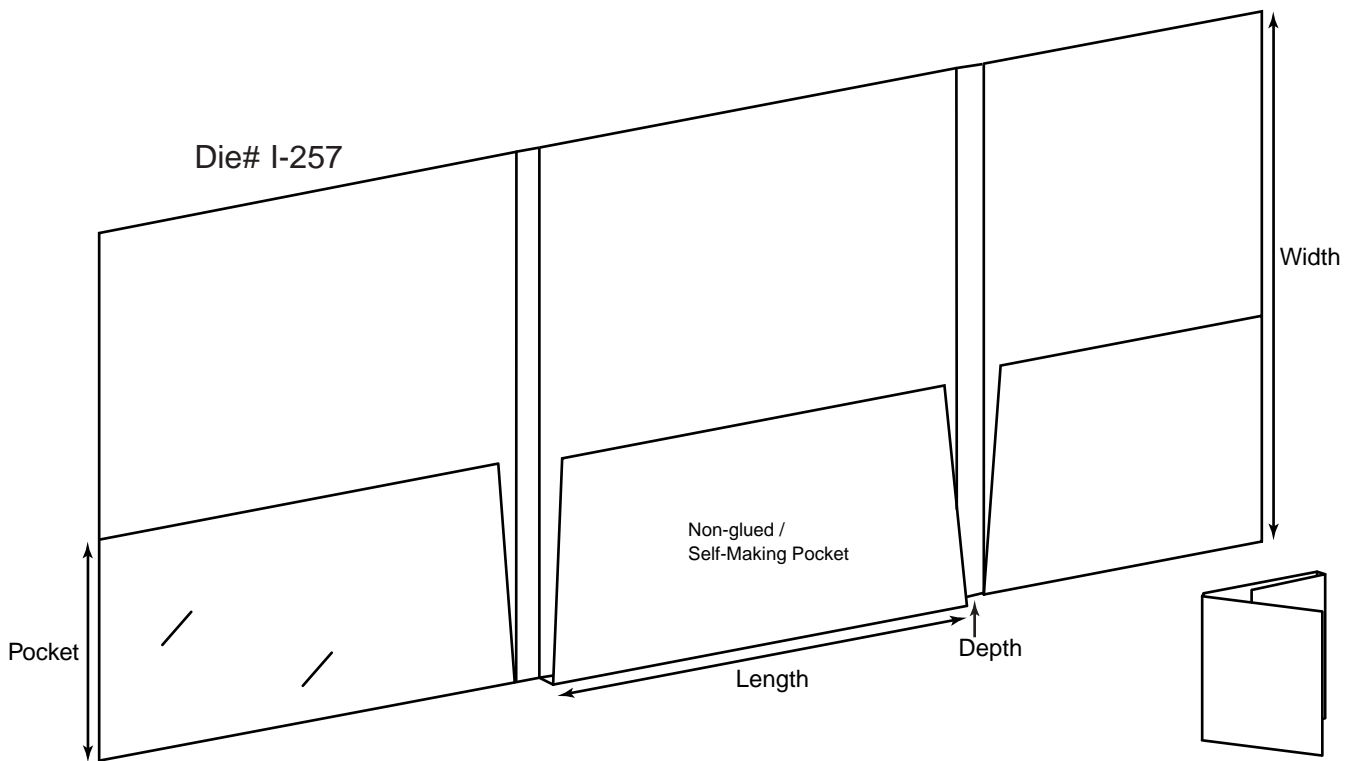 Die# I-257
Width
Non-glued /
Self-Making Pocket
Pocket
Depth
Length